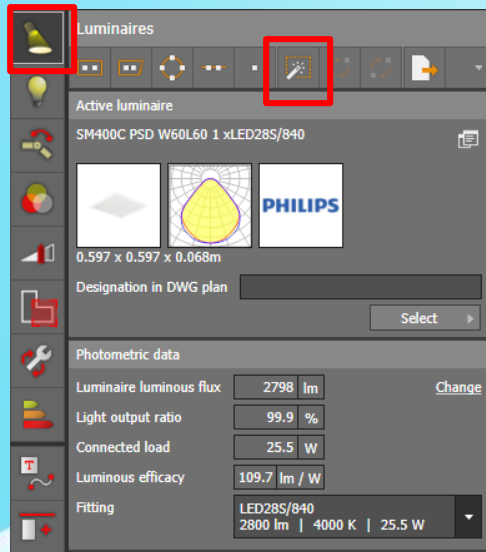 Luminaires
Active luminaire
SM400C PSD W60L60 1 xLED28S/840
PHILIPS
0.597 x 0.597 x 0.068m
Designation in DWG plan
Select
Photometric data
Luminaire luminous flux 2798 lm Change
Light output ratio 99.9 %
Connected load 25.5 W
Luminous efficacy 109.7 lm / W
Fitting LED28S/840
2800 lm | 4000 K | 25.5 W
T